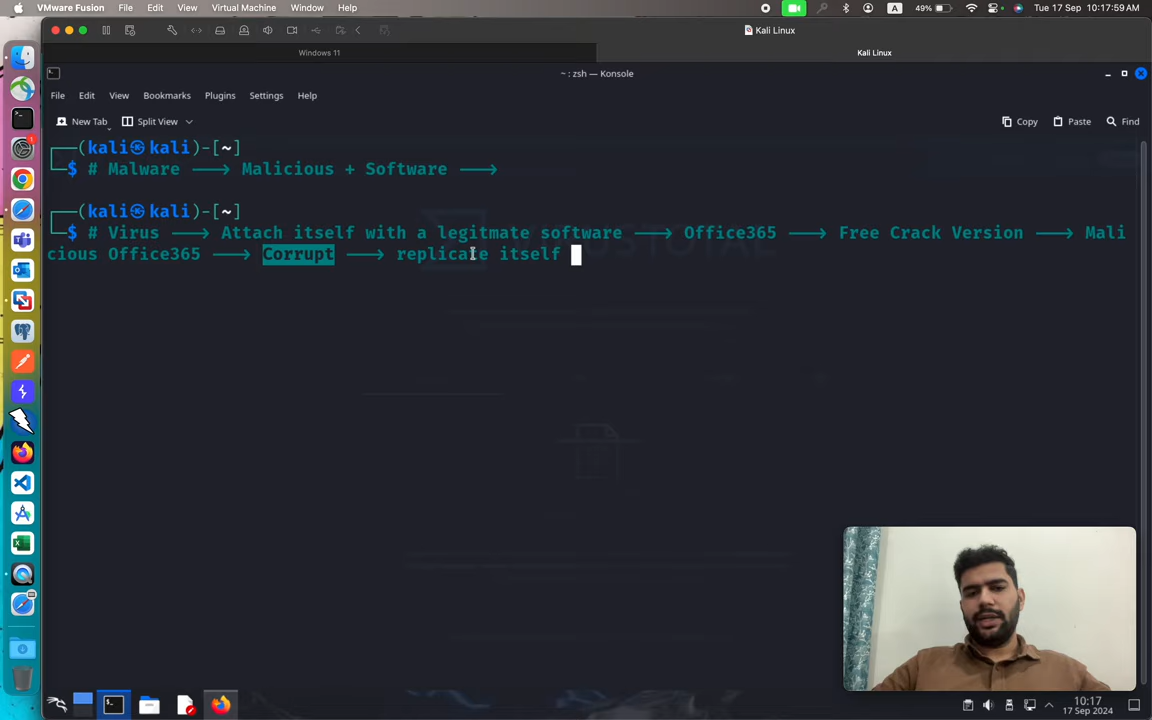 VMware Fusion File Edit View Virtual Machine Window Help A 49% Tue 17 Sep 10:17:59 AM
Kali Linux
Windows 11 Kali Linux
~ : zsh — Konsole
File Edit View Bookmarks Plugins Settings Help
New Tab Split View Copy Paste Find
┌──(kali㉿kali)-[~]
└─$ # Malware ⟶ Malicious + Software ⟶
┌──(kali㉿kali)-[~]
└─$ # Virus ⟶ Attach itself with a legitmate software ⟶ Office365 ⟶ Free Crack Version ⟶ Mali
cious Office365 ⟶ Corrupt ⟶ replicate itself
10:17
17 Sep 2024